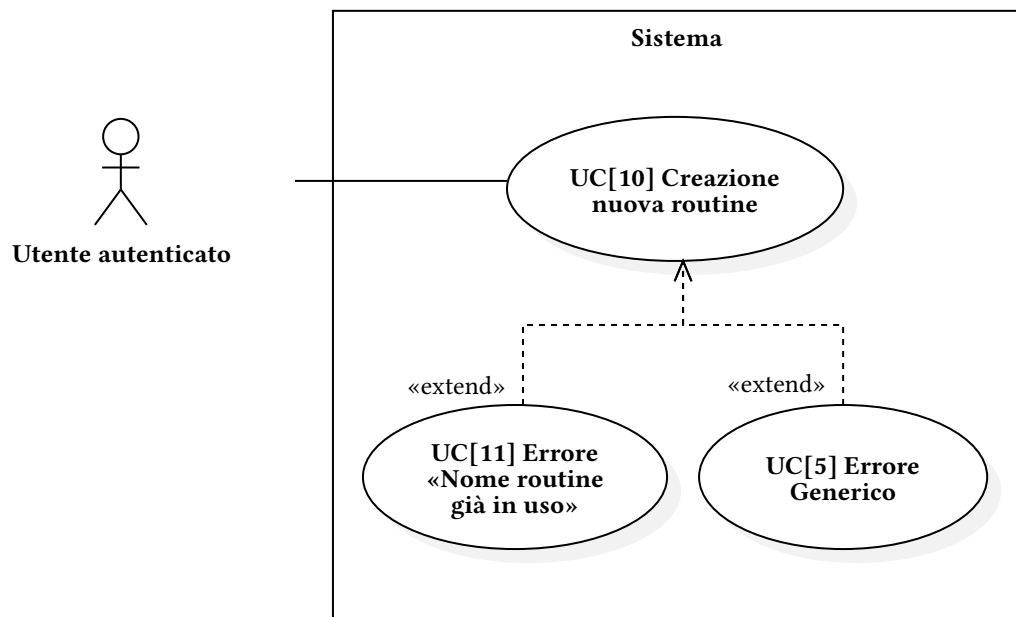 Sistema
UC[10] Creazione
nuova routine
Utente autenticato
«extend»
«extend»
UC[11] Errore
«Nome routine
già in uso»
UC[5] Errore
Generico